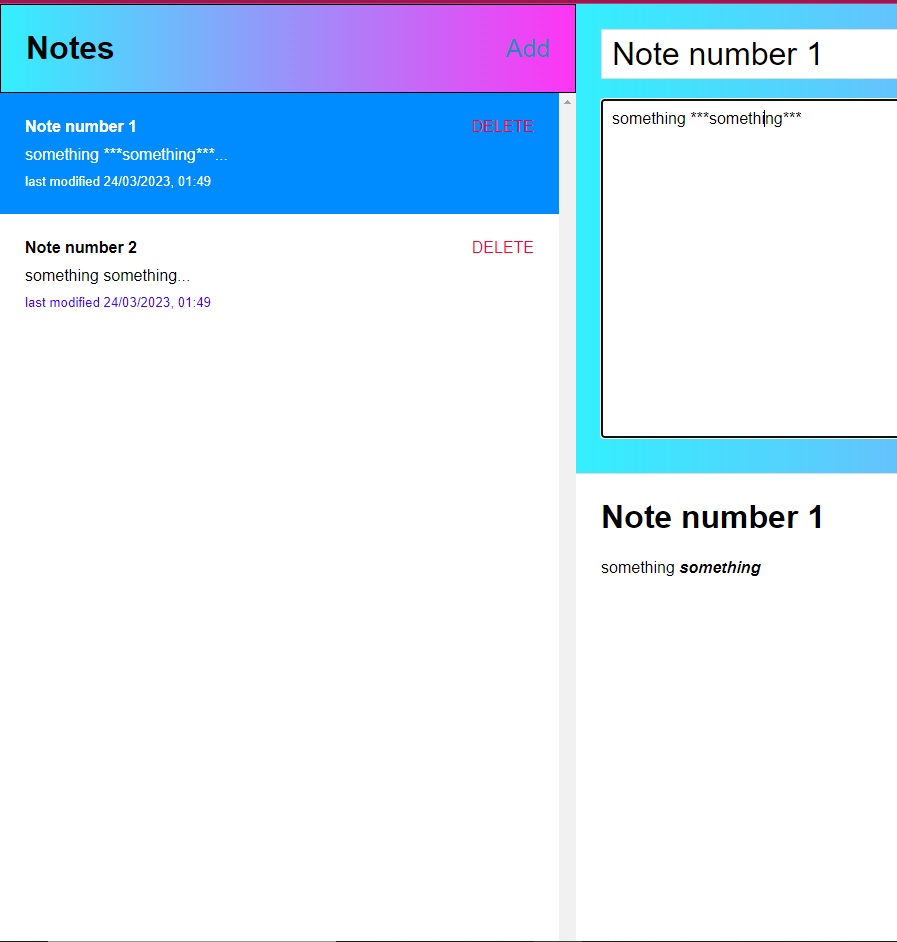 Notes
Add
Note number 1
DELETE
something ***something***...
last modified 24/03/2023, 01:49
Note number 2
DELETE
something something...
last modified 24/03/2023, 01:49
Note number 1
something ***something***
Note number 1
something something